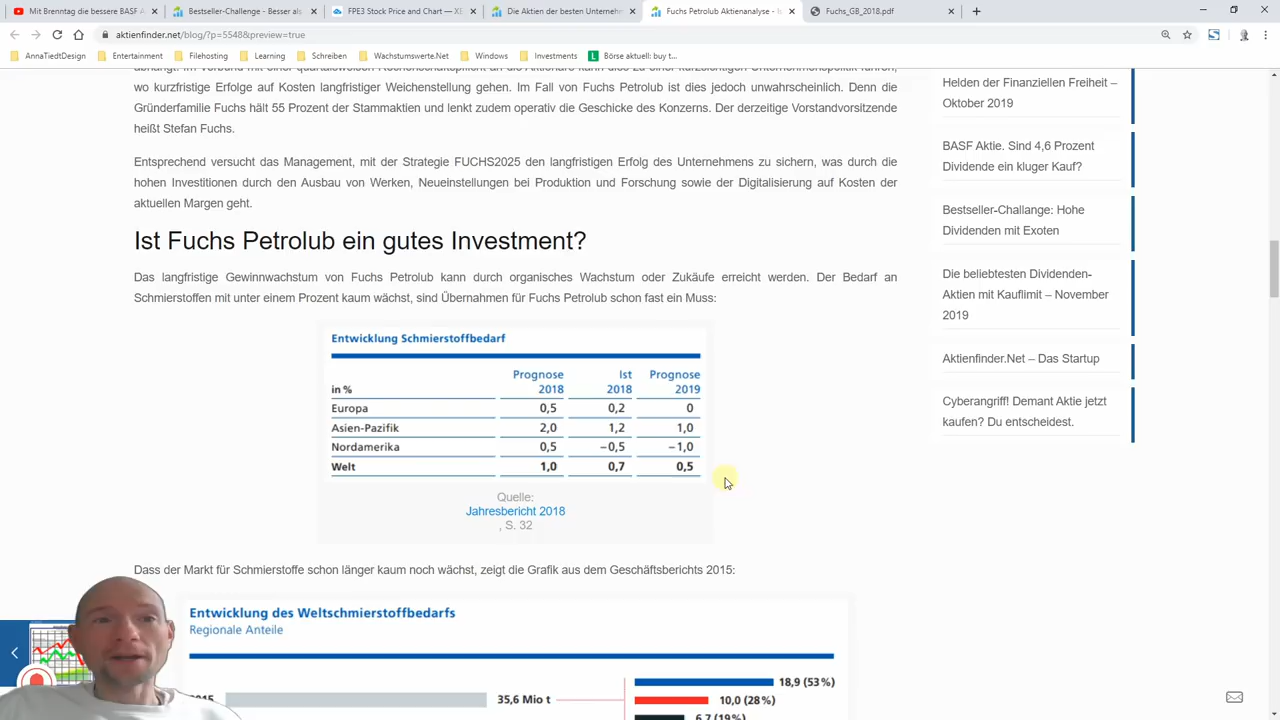 Mit Brenntag die bessere BASF A
Bestseller-Challenge - Besser als
FPE3 Stock Price and Chart — XE
Die Aktien der besten Unternehm
Fuchs Petrolub Aktienanalyse - Is
Fuchs_GB_2018.pdf
aktienfinder.net/blog/?p=5548&preview=true
AnnaTiedtDesign
Entertainment
Filehosting
Learning
Schreiben
Wachstumswerte.Net
Windows
Investments
Börse aktuell: buy t...
wo kurzfristige Erfolge auf Kosten langfristiger Weichenstellung gehen. Im Fall von Fuchs Petrolub ist dies jedoch unwahrscheinlich. Denn die
Gründerfamilie Fuchs hält 55 Prozent der Stammaktien und lenkt zudem operativ die Geschicke des Konzerns. Der derzeitige Vorstandvorsitzende
heißt Stefan Fuchs.
Entsprechend versucht das Management, mit der Strategie FUCHS2025 den langfristigen Erfolg des Unternehmens zu sichern, was durch die
hohen Investitionen durch den Ausbau von Werken, Neueinstellungen bei Produktion und Forschung sowie der Digitalisierung auf Kosten der
aktuellen Margen geht.
Ist Fuchs Petrolub ein gutes Investment?
Das langfristige Gewinnwachstum von Fuchs Petrolub kann durch organisches Wachstum oder Zukäufe erreicht werden. Der Bedarf an
Schmierstoffen mit unter einem Prozent kaum wächst, sind Übernahmen für Fuchs Petrolub schon fast ein Muss:
Entwicklung Schmierstoffbedarf
in % Prognose 2018 Ist 2018 Prognose 2019
Europa 0,5 0,2 0
Asien-Pazifik 2,0 1,2 1,0
Nordamerika 0,5 −0,5 −1,0
Welt 1,0 0,7 0,5
Quelle:
Jahresbericht 2018
, S. 32
Dass der Markt für Schmierstoffe schon länger kaum noch wächst, zeigt die Grafik aus dem Geschäftsberichts 2015:
Entwicklung des Weltschmierstoffbedarfs
Regionale Anteile
18,9 (53%)
35,6 Mio t
10,0 (28%)
6,7 (19%)
Helden der Finanziellen Freiheit –
Oktober 2019
BASF Aktie. Sind 4,6 Prozent
Dividende ein kluger Kauf?
Bestseller-Challange: Hohe
Dividenden mit Exoten
Die beliebtesten Dividenden-
Aktien mit Kauflimit – November
2019
Aktienfinder.Net – Das Startup
Cyberangriff! Demant Aktie jetzt
kaufen? Du entscheidest.